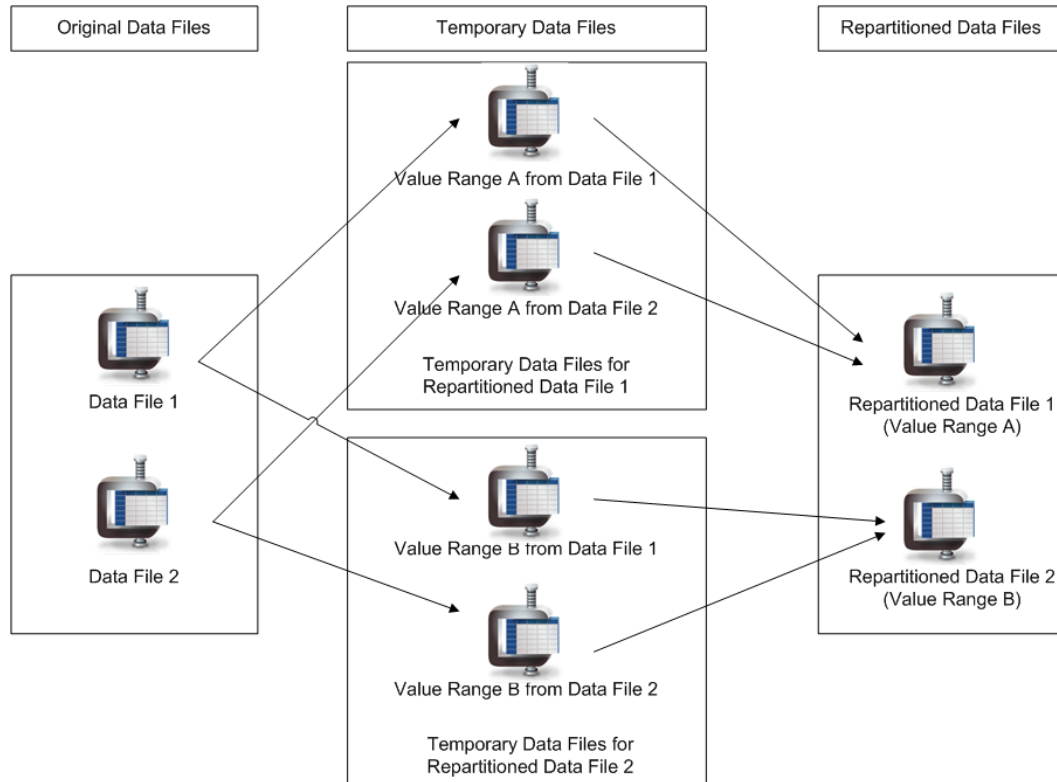 Original Data Files
Temporary Data Files
Repartitioned Data Files
Value Range A from Data File 1
Value Range A from Data File 2
Temporary Data Files for
Repartitioned Data File 1
Data File 1
Data File 2
Value Range B from Data File 1
Value Range B from Data File 2
Temporary Data Files for
Repartitioned Data File 2
Repartitioned Data File 1
(Value Range A)
Repartitioned Data File 2
(Value Range B)